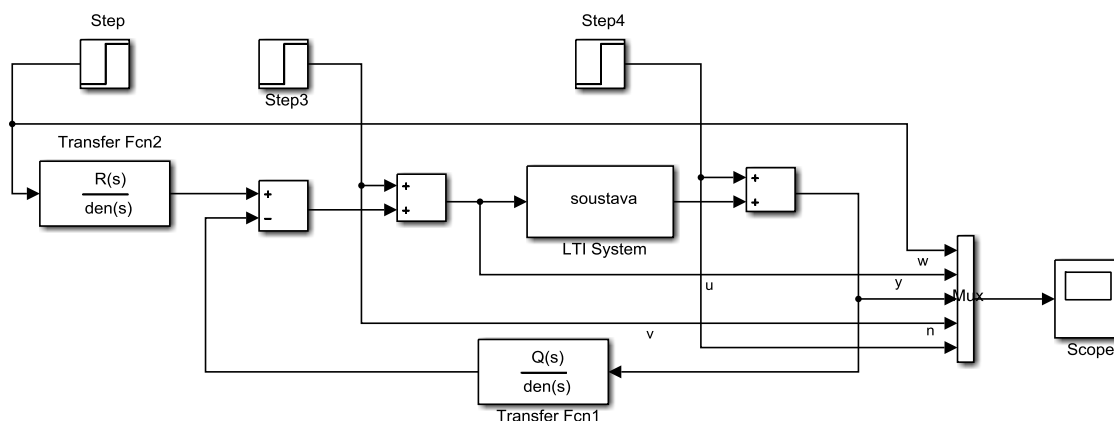 Step
Step3
Step4
Transfer Fcn2
R(s)
den(s)
+
−
+
+
soustava
LTI System
+
+
w
u
y
Mux
v
n
Scope
Q(s)
den(s)
Transfer Fcn1